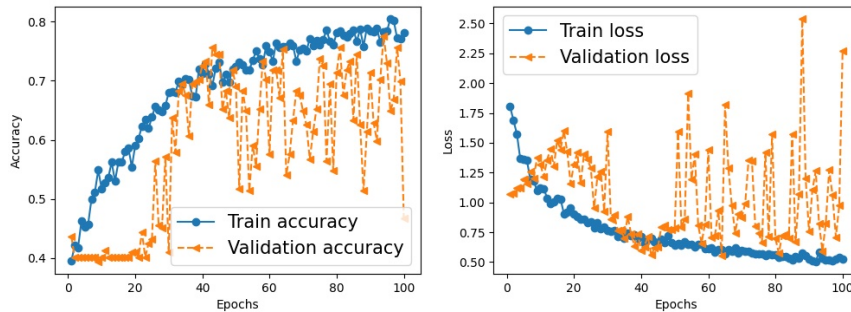 0.8
0.7
0.6
0.5
0.4
Accuracy
Train accuracy
Validation accuracy
0 20 40 60 80 100
Epochs
2.50
2.25
2.00
1.75
1.50
1.25
1.00
0.75
0.50
Loss
Train loss
Validation loss
0 20 40 60 80 100
Epochs